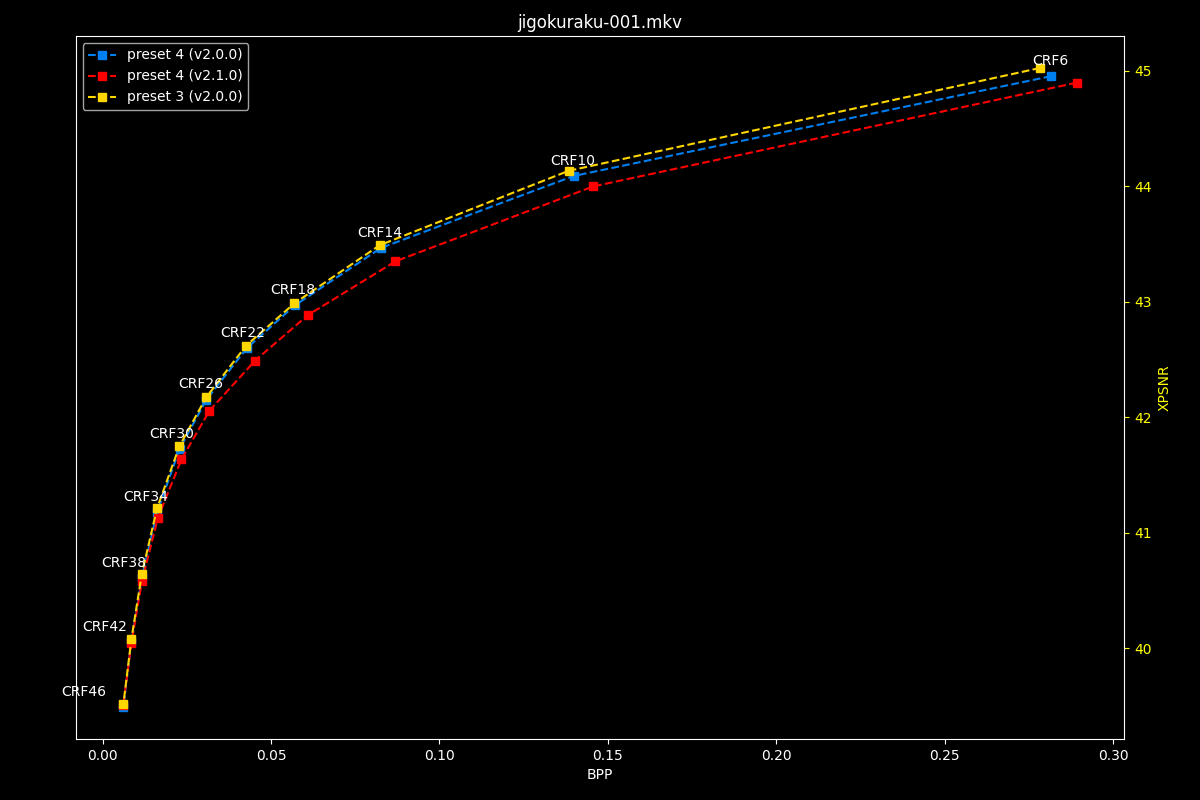 jigokuraku-001.mkv
preset 4 (v2.0.0)
preset 4 (v2.1.0)
preset 3 (v2.0.0)
CRF6
45
CRF10
44
CRF14
CRF18
43
CRF22
CRF26
XPSNR
42
CRF30
CRF34
41
CRF38
CRF42
40
CRF46
0.00 0.05 0.10 0.15 0.20 0.25 0.30
BPP